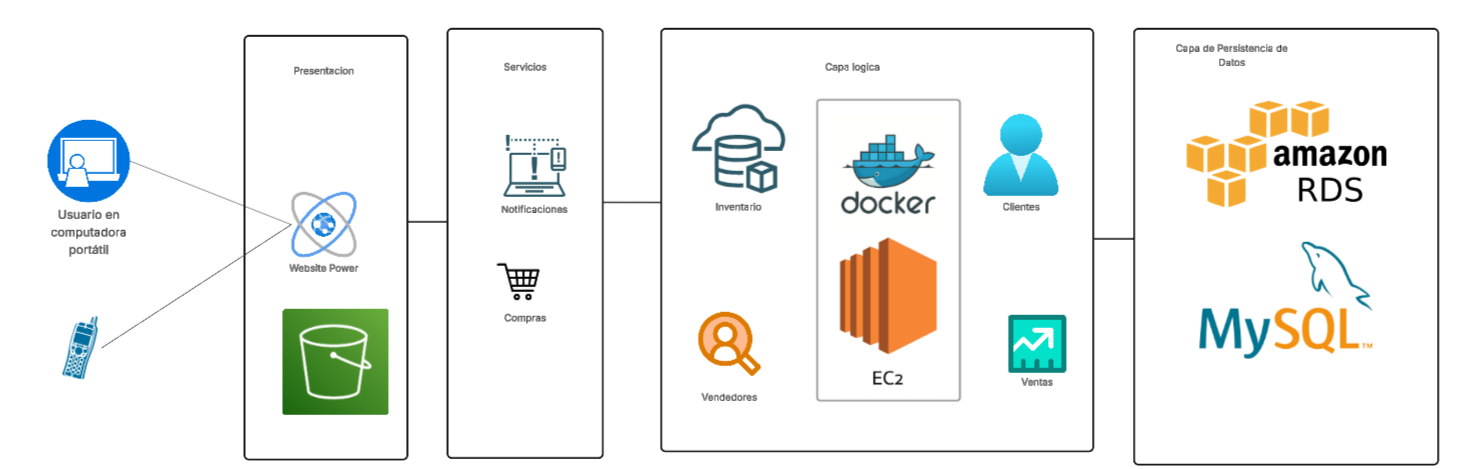 Presentacion
Servicios
Capa logica
Capa de Persistencia de
Datos
Usuario en
computadora
portátil
Website Power
Notificaciones
Compras
Inventario
docker
Clientes
EC2
Vendedores
Ventas
amazon
RDS
MySQL™